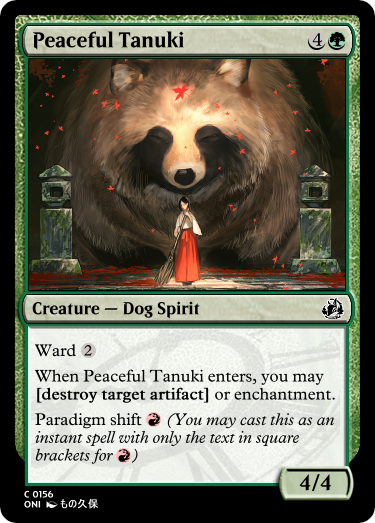 Peaceful Tanuki 4
Creature — Dog Spirit
Ward 2
When Peaceful Tanuki enters, you may
[destroy target artifact] or enchantment.
Paradigm shift (You may cast this as an
instant spell with only the text in square
brackets for )
4/4
C 0156
ONI もの久保